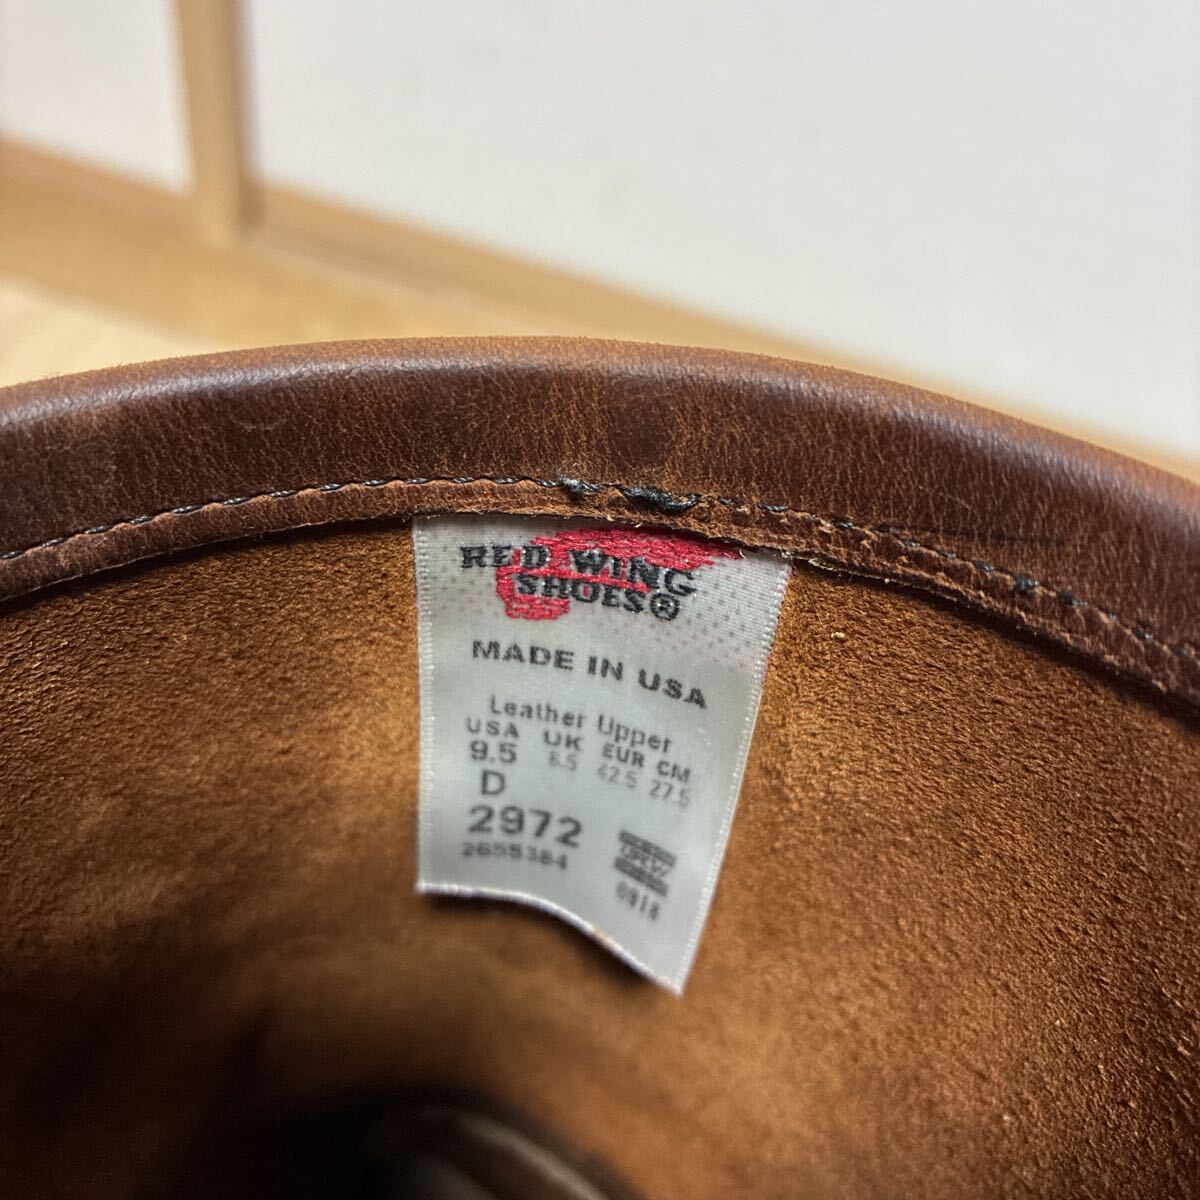 RED WING
SHOES®
MADE IN USA
Leather Upper
USA UK EUR CM
9.5 8.5 42.5 27.5
D
2972
2655384
0918